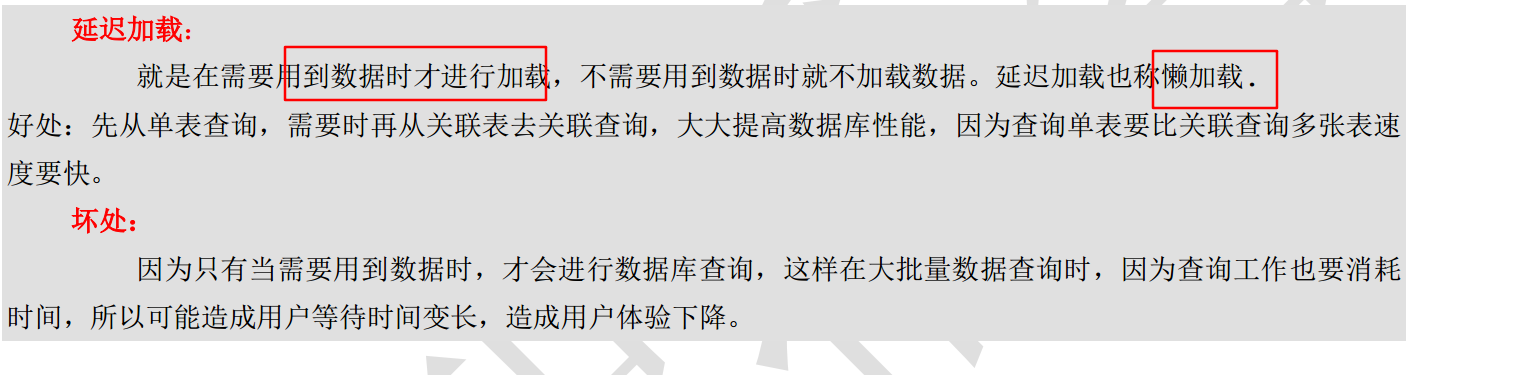 延迟加载：
就是在需要用到数据时才进行加载，不需要用到数据时就不加载数据。延迟加载也称懒加载.
好处：先从单表查询，需要时再从关联表去关联查询，大大提高数据库性能，因为查询单表要比关联查询多张表速
度要快。
坏处：
因为只有当需要用到数据时，才会进行数据库查询，这样在大批量数据查询时，因为查询工作也要消耗
时间，所以可能造成用户等待时间变长，造成用户体验下降。